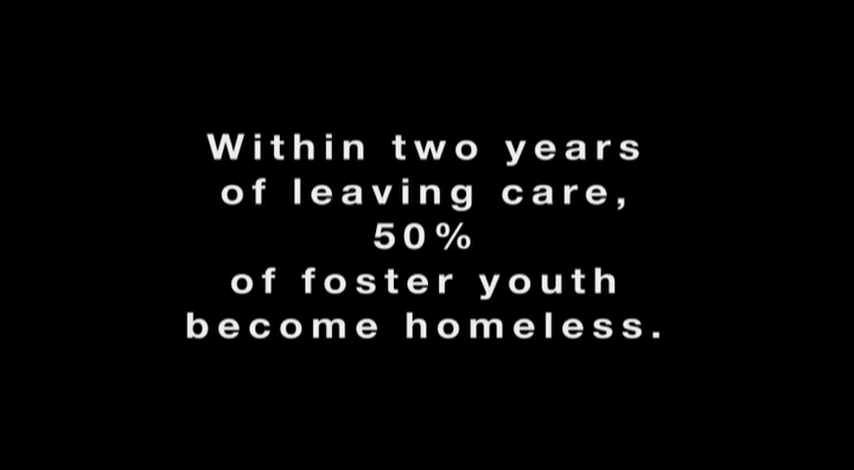 Within two years
of leaving care,
50%
of foster youth
become homeless.